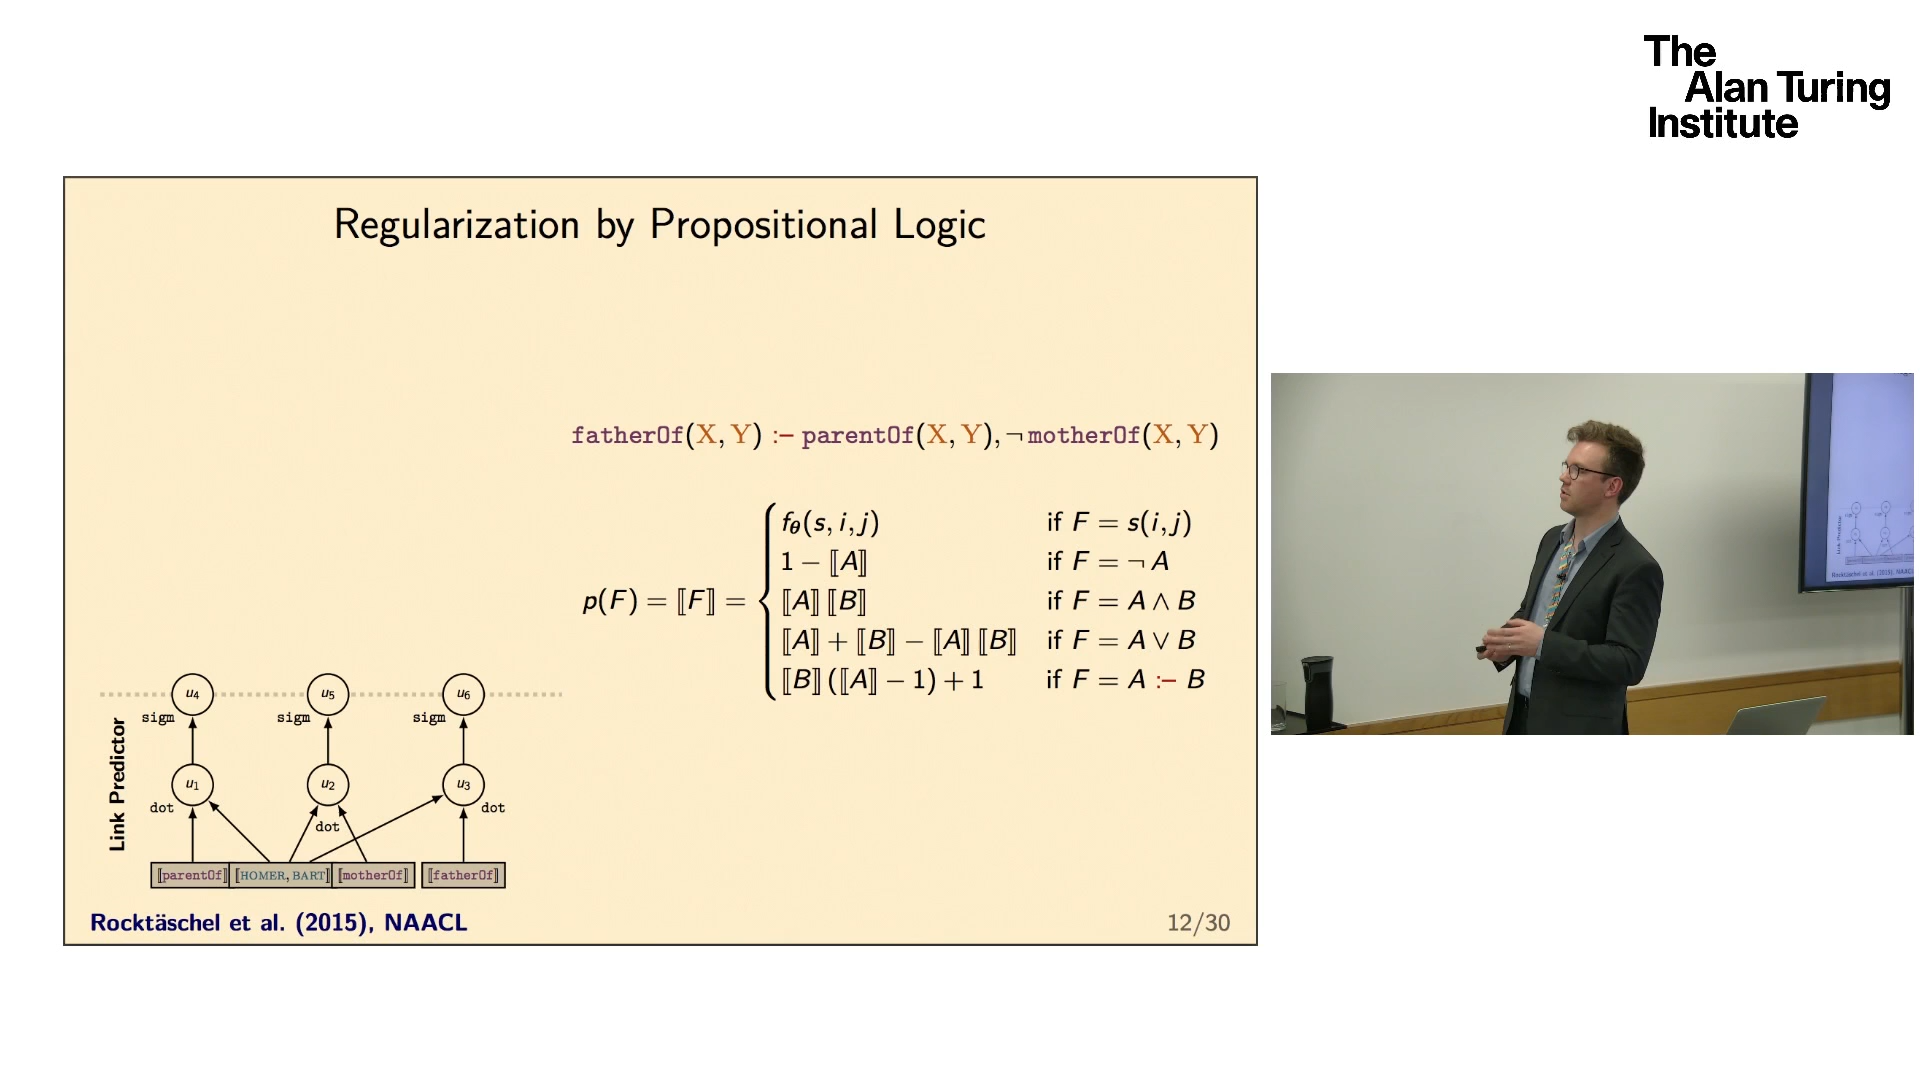 The
Alan Turing
Institute
Regularization by Propositional Logic
fatherOf(X, Y) :– parentOf(X, Y), ¬ motherOf(X, Y)
p(F) = ⟦F⟧ =
f_θ(s, i, j) if F = s(i, j)
1 − ⟦A⟧ if F = ¬ A
⟦A⟧ ⟦B⟧ if F = A ∧ B
⟦A⟧ + ⟦B⟧ − ⟦A⟧ ⟦B⟧ if F = A ∨ B
⟦B⟧ (⟦A⟧ − 1) + 1 if F = A :– B
u4 u5 u6
sigm sigm sigm
Link Predictor
u1 u2 u3
dot dot dot
⟦parentOf⟧ ⟦HOMER, BART⟧ ⟦motherOf⟧ ⟦fatherOf⟧
Rocktäschel et al. (2015), NAACL
12/30